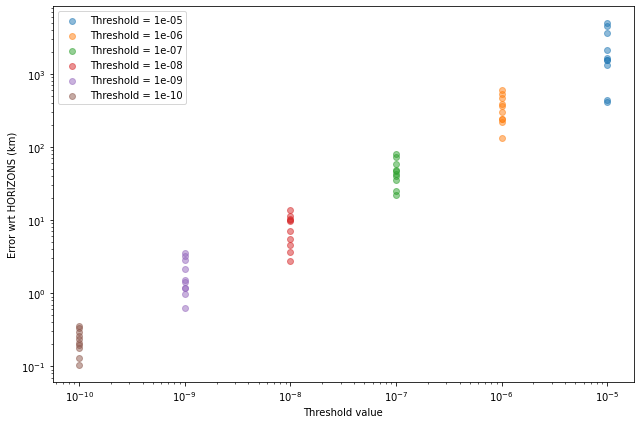 Threshold = 1e-05
Threshold = 1e-06
Threshold = 1e-07
Threshold = 1e-08
Threshold = 1e-09
Threshold = 1e-10
Error wrt HORIZONS (km)
10³
10²
10¹
10⁰
10⁻¹
10⁻¹⁰ 10⁻⁹ 10⁻⁸ 10⁻⁷ 10⁻⁶ 10⁻⁵
Threshold value